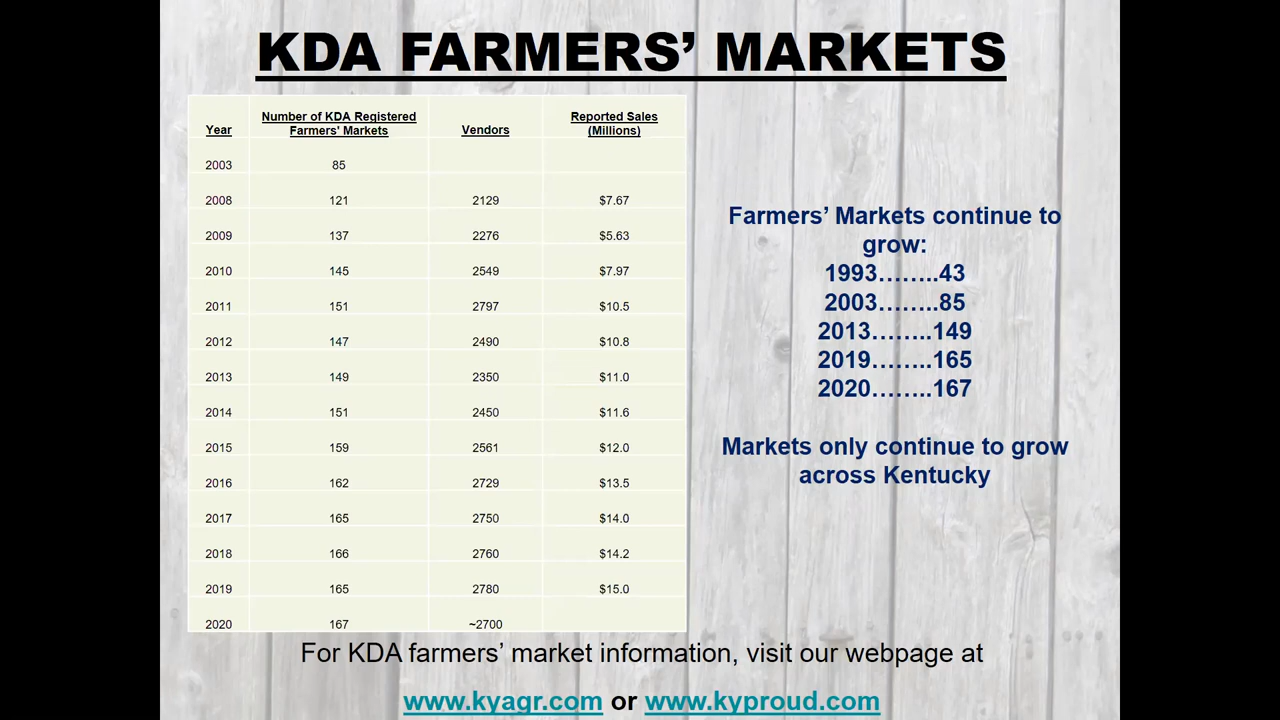 KDA FARMERS’ MARKETS
Year Number of KDA Registered Farmers' Markets Vendors Reported Sales (Millions)
2003 85
2008 121 2129 $7.67
2009 137 2276 $5.63
2010 145 2549 $7.97
2011 151 2797 $10.5
2012 147 2490 $10.8
2013 149 2350 $11.0
2014 151 2450 $11.6
2015 159 2561 $12.0
2016 162 2729 $13.5
2017 165 2750 $14.0
2018 166 2760 $14.2
2019 165 2780 $15.0
2020 167 ~2700
Farmers’ Markets continue to
grow:
1993……..43
2003……..85
2013……..149
2019……..165
2020……..167
Markets only continue to grow
across Kentucky
For KDA farmers’ market information, visit our webpage at
www.kyagr.com or www.kyproud.com